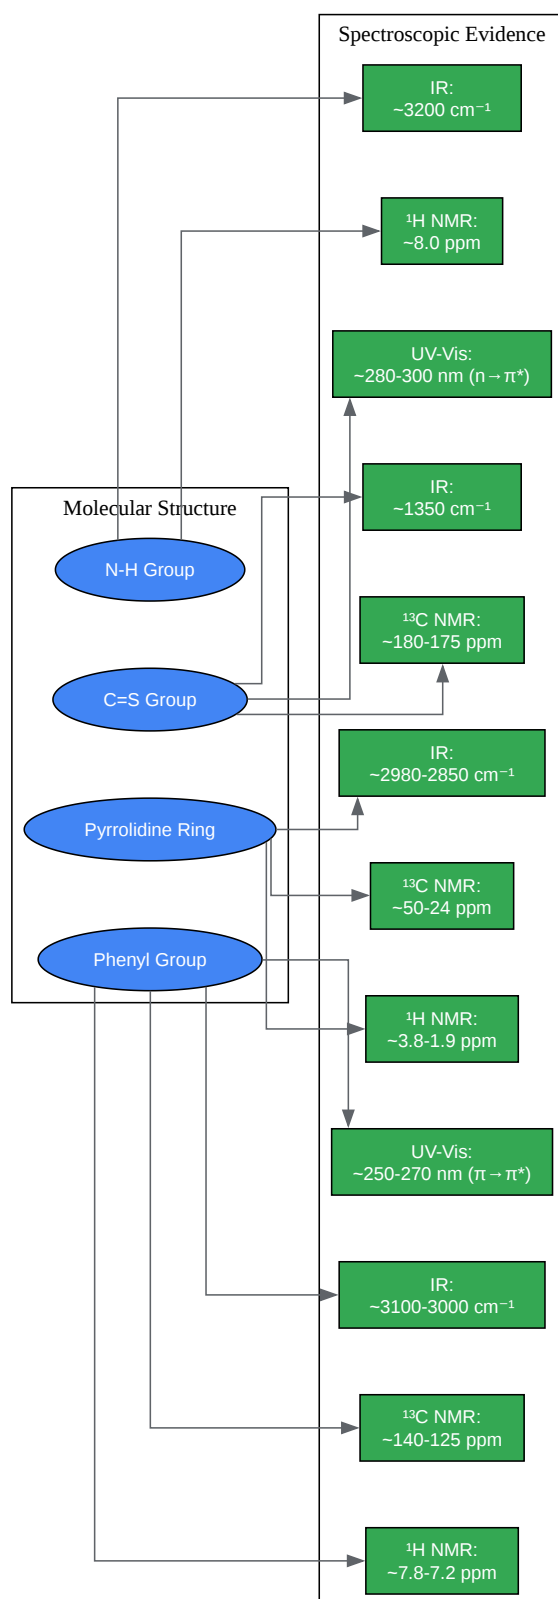 Spectroscopic Evidence
IR:
~3200 cm⁻¹
¹H NMR:
~8.0 ppm
UV-Vis:
~280-300 nm (n→π*)
IR:
~1350 cm⁻¹
Molecular Structure
N-H Group
¹³C NMR:
~180-175 ppm
C=S Group
IR:
~2980-2850 cm⁻¹
Pyrrolidine Ring
¹³C NMR:
~50-24 ppm
Phenyl Group
¹H NMR:
~3.8-1.9 ppm
UV-Vis:
~250-270 nm (π→π*)
IR:
~3100-3000 cm⁻¹
¹³C NMR:
~140-125 ppm
¹H NMR:
~7.8-7.2 ppm